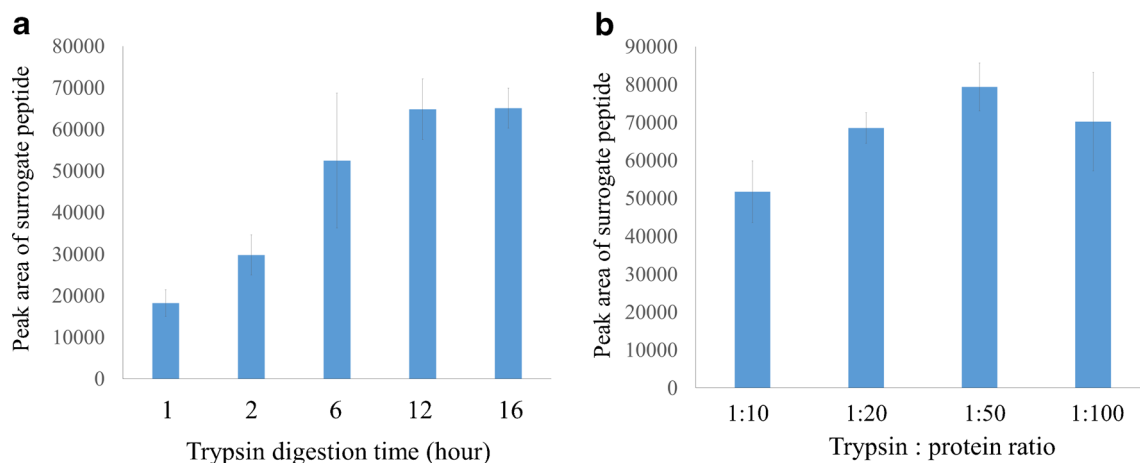 a
Peak area of surrogate peptide
80000
70000
60000
50000
40000
30000
20000
10000
0
1 2 6 12 16
Trypsin digestion time (hour)
b
Peak area of surrogate peptide
90000
80000
70000
60000
50000
40000
30000
20000
10000
0
1:10 1:20 1:50 1:100
Trypsin : protein ratio